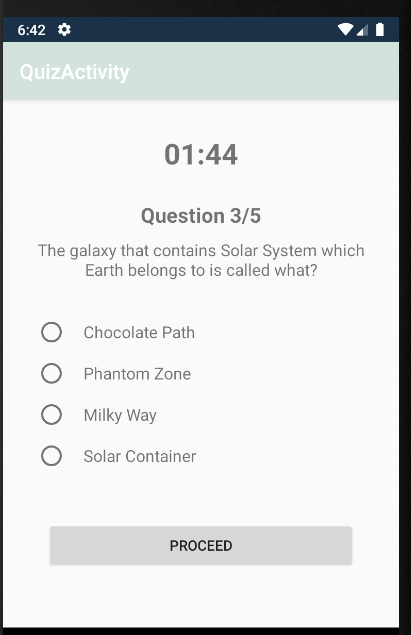 6:42
QuizActivity
01:44
Question 3/5
The galaxy that contains Solar System which
Earth belongs to is called what?
Chocolate Path
Phantom Zone
Milky Way
Solar Container
PROCEED